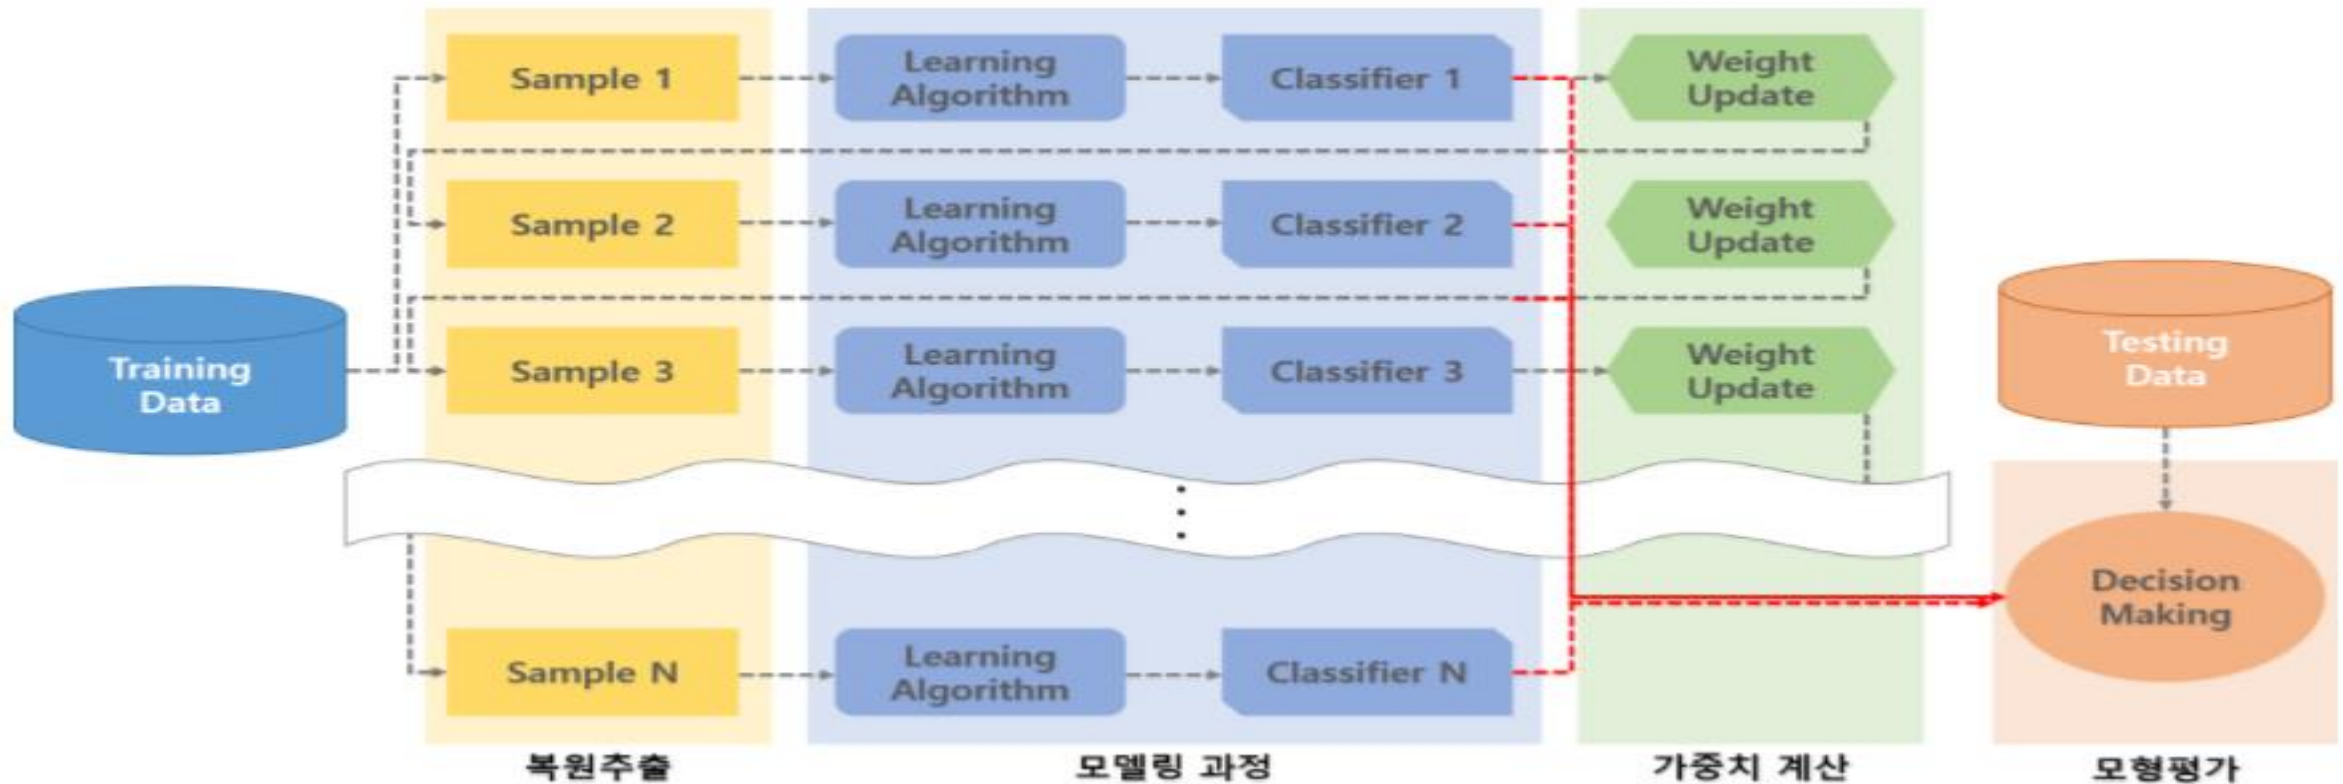 Sample 1
Learning
Algorithm
Classifier 1
Weight
Update
Sample 2
Learning
Algorithm
Classifier 2
Weight
Update
Training
Data
Sample 3
Learning
Algorithm
Classifier 3
Weight
Update
Testing
Data
Sample N
Learning
Algorithm
Classifier N
Decision
Making
복원추출
모델링 과정
가중치 계산
모형평가